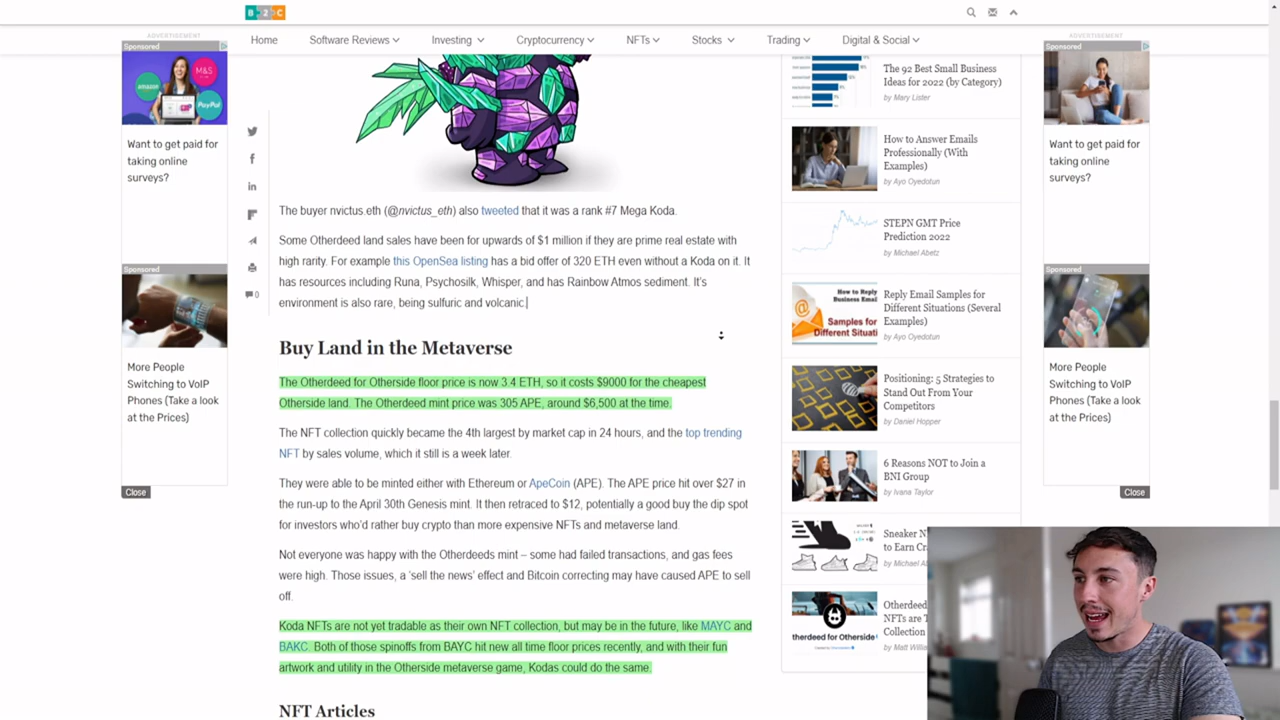 B 2 C
Home
Software Reviews
Investing
Cryptocurrency
NFTs
Stocks
Trading
Digital & Social
ADVERTISEMENT
Sponsored
M&S
amazon
PayPal
Want to get paid for
taking online
surveys?
Sponsored
More People
Switching to VoIP
Phones (Take a look
at the Prices)
Close
0
The buyer nvictus.eth (@nvictus_eth) also tweeted that it was a rank #7 Mega Koda.
Some Otherdeed land sales have been for upwards of $1 million if they are prime real estate with
high rarity. For example this OpenSea listing has a bid offer of 320 ETH even without a Koda on it. It
has resources of Lumen Runa, Psychosilk, Whisper, and has Rainbow Atmos sediment. It's
environment is also rare, being sulfuric and volcanic.
Buy Land in the Metaverse
The Otherdeed for Otherside floor price is now 3.4 ETH, so it costs $9000 for the cheapest
Otherside land. The Otherdeed mint price was 305 APE, around $6,500 at the time.
The NFT collection quickly became the 4th largest by market cap in 24 hours, and the top trending
NFT by sales volume, which it still is a week later.
They were able to be minted either with Ethereum or ApeCoin (APE). The APE price hit over $27 in
the run-up to the April 30th Genesis mint. It then retraced to $12, potentially a good buy the dip spot
for investors who'd rather buy crypto than more expensive NFTs and metaverse land.
Not everyone was happy with the Otherdeeds mint – some had failed transactions, and gas fees
were high. Those issues, a 'sell the news' effect and Bitcoin correcting may have caused APE to sell
off.
Koda NFTs are not yet tradable as their own NFT collection, but may be in the future, like MAYC and
BAKC. Both of those spinoffs from BAYC hit new all time high prices recently, and with their fun
artwork and utility in the Otherside metaverse game, Kodas could do the same.
NFT Articles
The 92 Best Small Business
Ideas for 2022 (by Category)
by Mary Lister
How to Answer Emails
Professionally (With
Examples)
by Ayo Oyedotun
STEPN GMT Price
Prediction 2022
by Michael Abetz
How to Reply
Business Email
Samples for
Different Situati
Reply Email Samples for
Different Situations (Several
Examples)
by Ayo Oyedotun
Positioning: 5 Strategies to
Stand Out From Your
Competitors
by Daniel Hopper
6 Reasons NOT to Join a
BNI Group
by Ivana Taylor
Sneaker N
to Earn Cr
by Michael Ab
therdeed for Otherside
Otherdeed
NFTs are T
Collection
by Matt Willia
ADVERTISEMENT
Sponsored
Want to get paid for
taking online
surveys?
Sponsored
More People
Switching to VoIP
Phones (Take a look
at the Prices)
Close